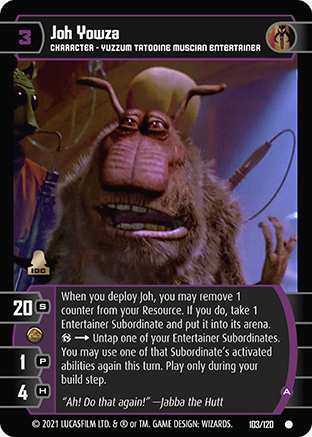 3
Joh Yowza
CHARACTER - YUZZUM TATOOINE MUSCIAN ENTERTAINER
IDC
20 S
1 P
4 H
When you deploy Joh, you may remove 1
counter from your Resource. If you do, take 1
Entertainer Subordinate and put it into its arena.
→ Untap one of your Entertainer Subordinates.
You may use one of that Subordinate's activated
abilities again this turn. Play only during your
build step.
"Ah! Do that again!" —Jabba the Hutt
A
© 2021 LUCASFILM LTD. & ® or TM. GAME DESIGN: WIZARDS.
103/120